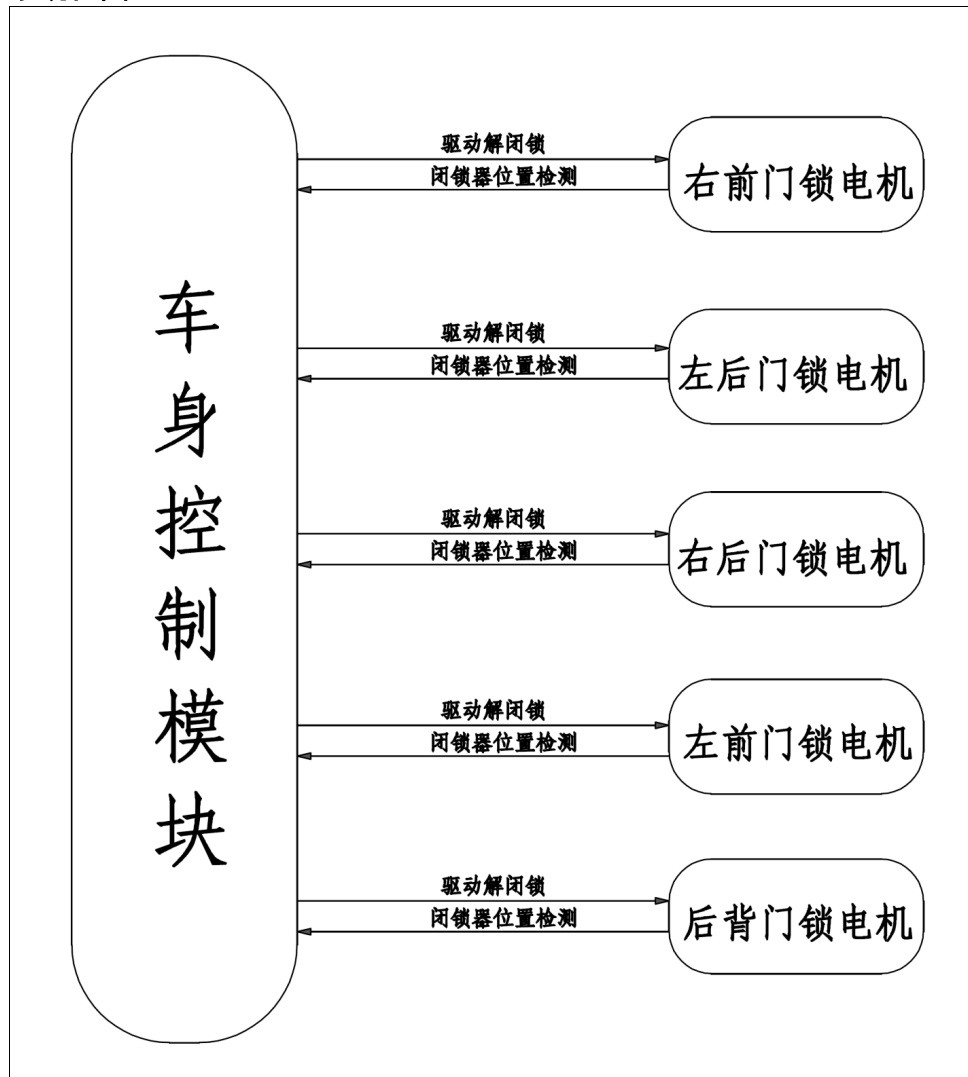 驱动解闭锁
闭锁器位置检测
右前门锁电机
驱动解闭锁
闭锁器位置检测
左后门锁电机
车身控制模块
驱动解闭锁
闭锁器位置检测
右后门锁电机
驱动解闭锁
闭锁器位置检测
左前门锁电机
驱动解闭锁
闭锁器位置检测
后背门锁电机